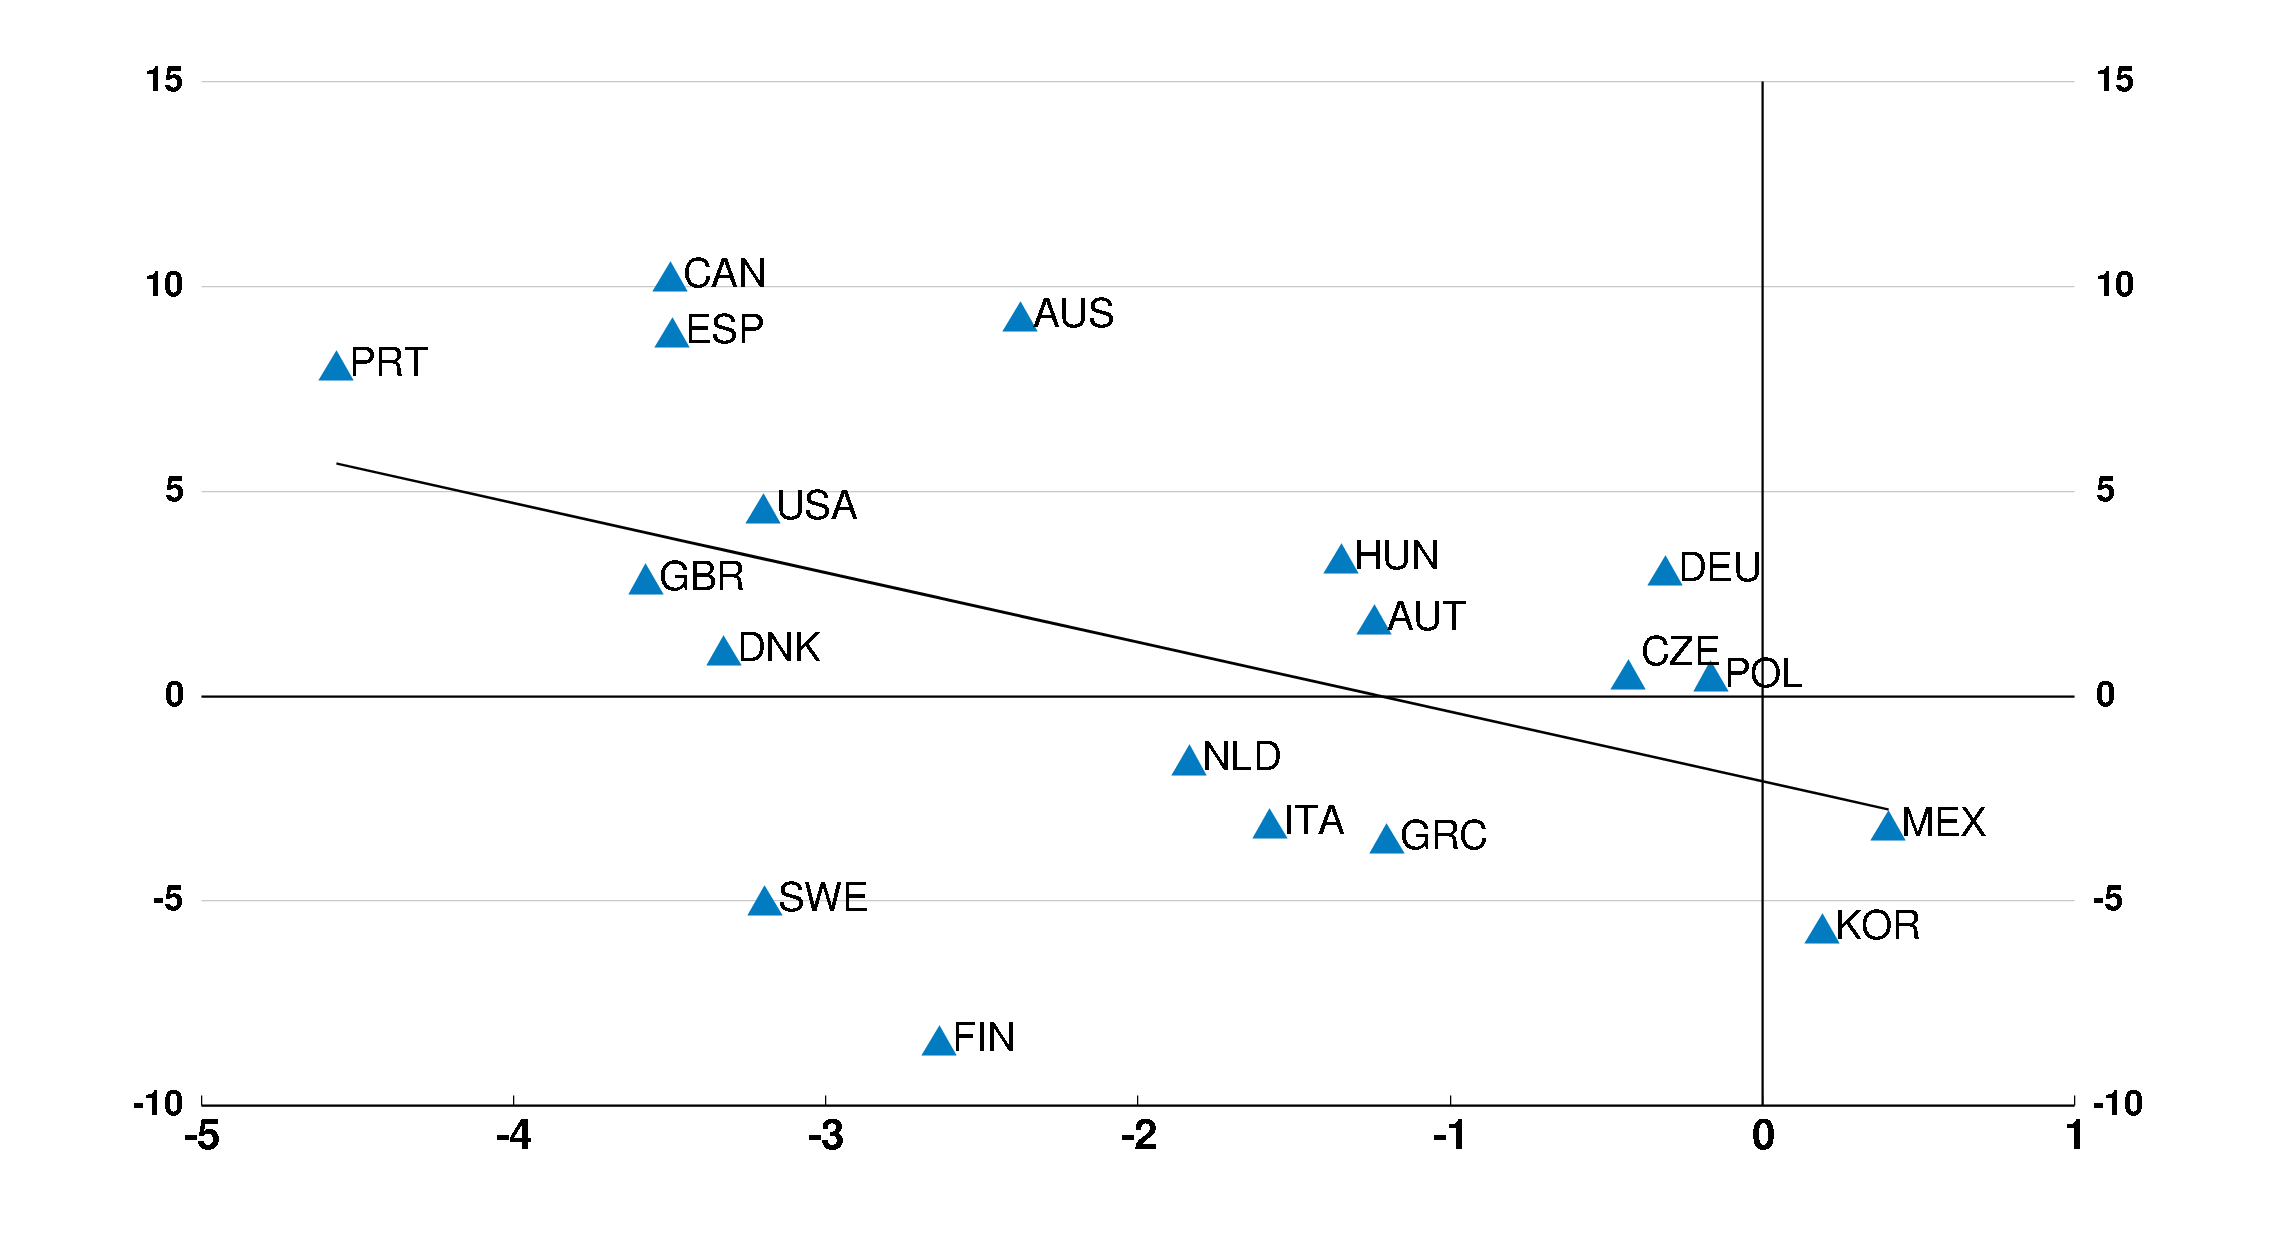 15 15
CAN
10 10
AUS
ESP
PRT
5 5
USA
HUN
DEU
GBR
AUT
CZE
DNK
POL
0 0
NLD
ITA
MEX
GRC
SWE
-5 -5
KOR
FIN
-10 -10
-5 -4 -3 -2 -1 0 1